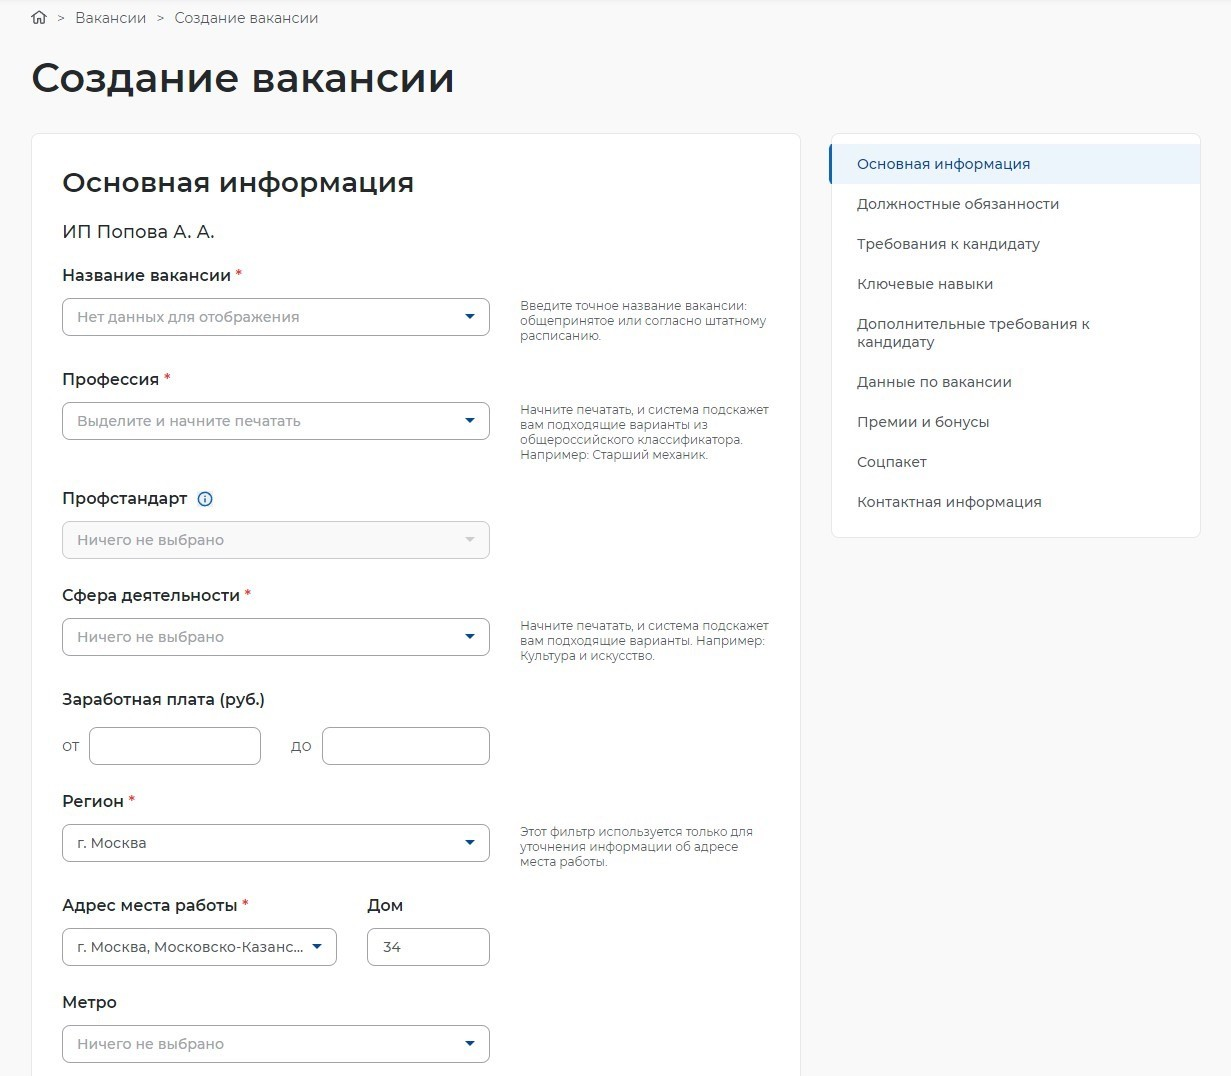 > Вакансии > Создание вакансии
Создание вакансии
Основная информация
ИП Попова А. А.
Название вакансии *
Нет данных для отображения
Введите точное название вакансии:
общепринятое или согласно штатному
расписанию.
Профессия *
Выделите и начните печатать
Начните печатать, и система подскажет
вам подходящие варианты из
общероссийского классификатора.
Например: Старший механик.
Профстандарт
Ничего не выбрано
Сфера деятельности *
Ничего не выбрано
Начните печатать, и система подскажет
вам подходящие варианты. Например:
Культура и искусство.
Заработная плата (руб.)
от до
Регион *
г. Москва
Этот фильтр используется только для
уточнения информации об адресе
места работы.
Адрес места работы * Дом
г. Москва, Московско-Казанс... 34
Метро
Ничего не выбрано
Основная информация
Должностные обязанности
Требования к кандидату
Ключевые навыки
Дополнительные требования к
кандидату
Данные по вакансии
Премии и бонусы
Соцпакет
Контактная информация